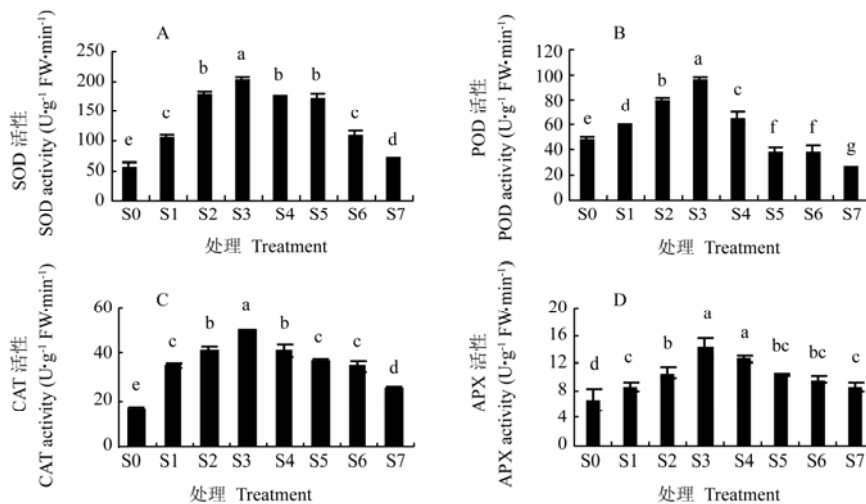 A
SOD 活性
SOD activity (U·g⁻¹ FW·min⁻¹)
250
200
150
100
50
0
e c b a b b c d
S0 S1 S2 S3 S4 S5 S6 S7
处理 Treatment
B
POD 活性
POD activity (U·g⁻¹ FW·min⁻¹)
120
100
80
60
40
20
0
e d b a c f f g
S0 S1 S2 S3 S4 S5 S6 S7
处理 Treatment
C
CAT 活性
CAT activity (U·g⁻¹ FW·min⁻¹)
60
40
20
0
e c b a b c c d
S0 S1 S2 S3 S4 S5 S6 S7
处理 Treatment
D
APX 活性
APX activity (U·g⁻¹ FW·min⁻¹)
20
16
12
8
4
0
d c b a a bc bc c
S0 S1 S2 S3 S4 S5 S6 S7
处理 Treatment